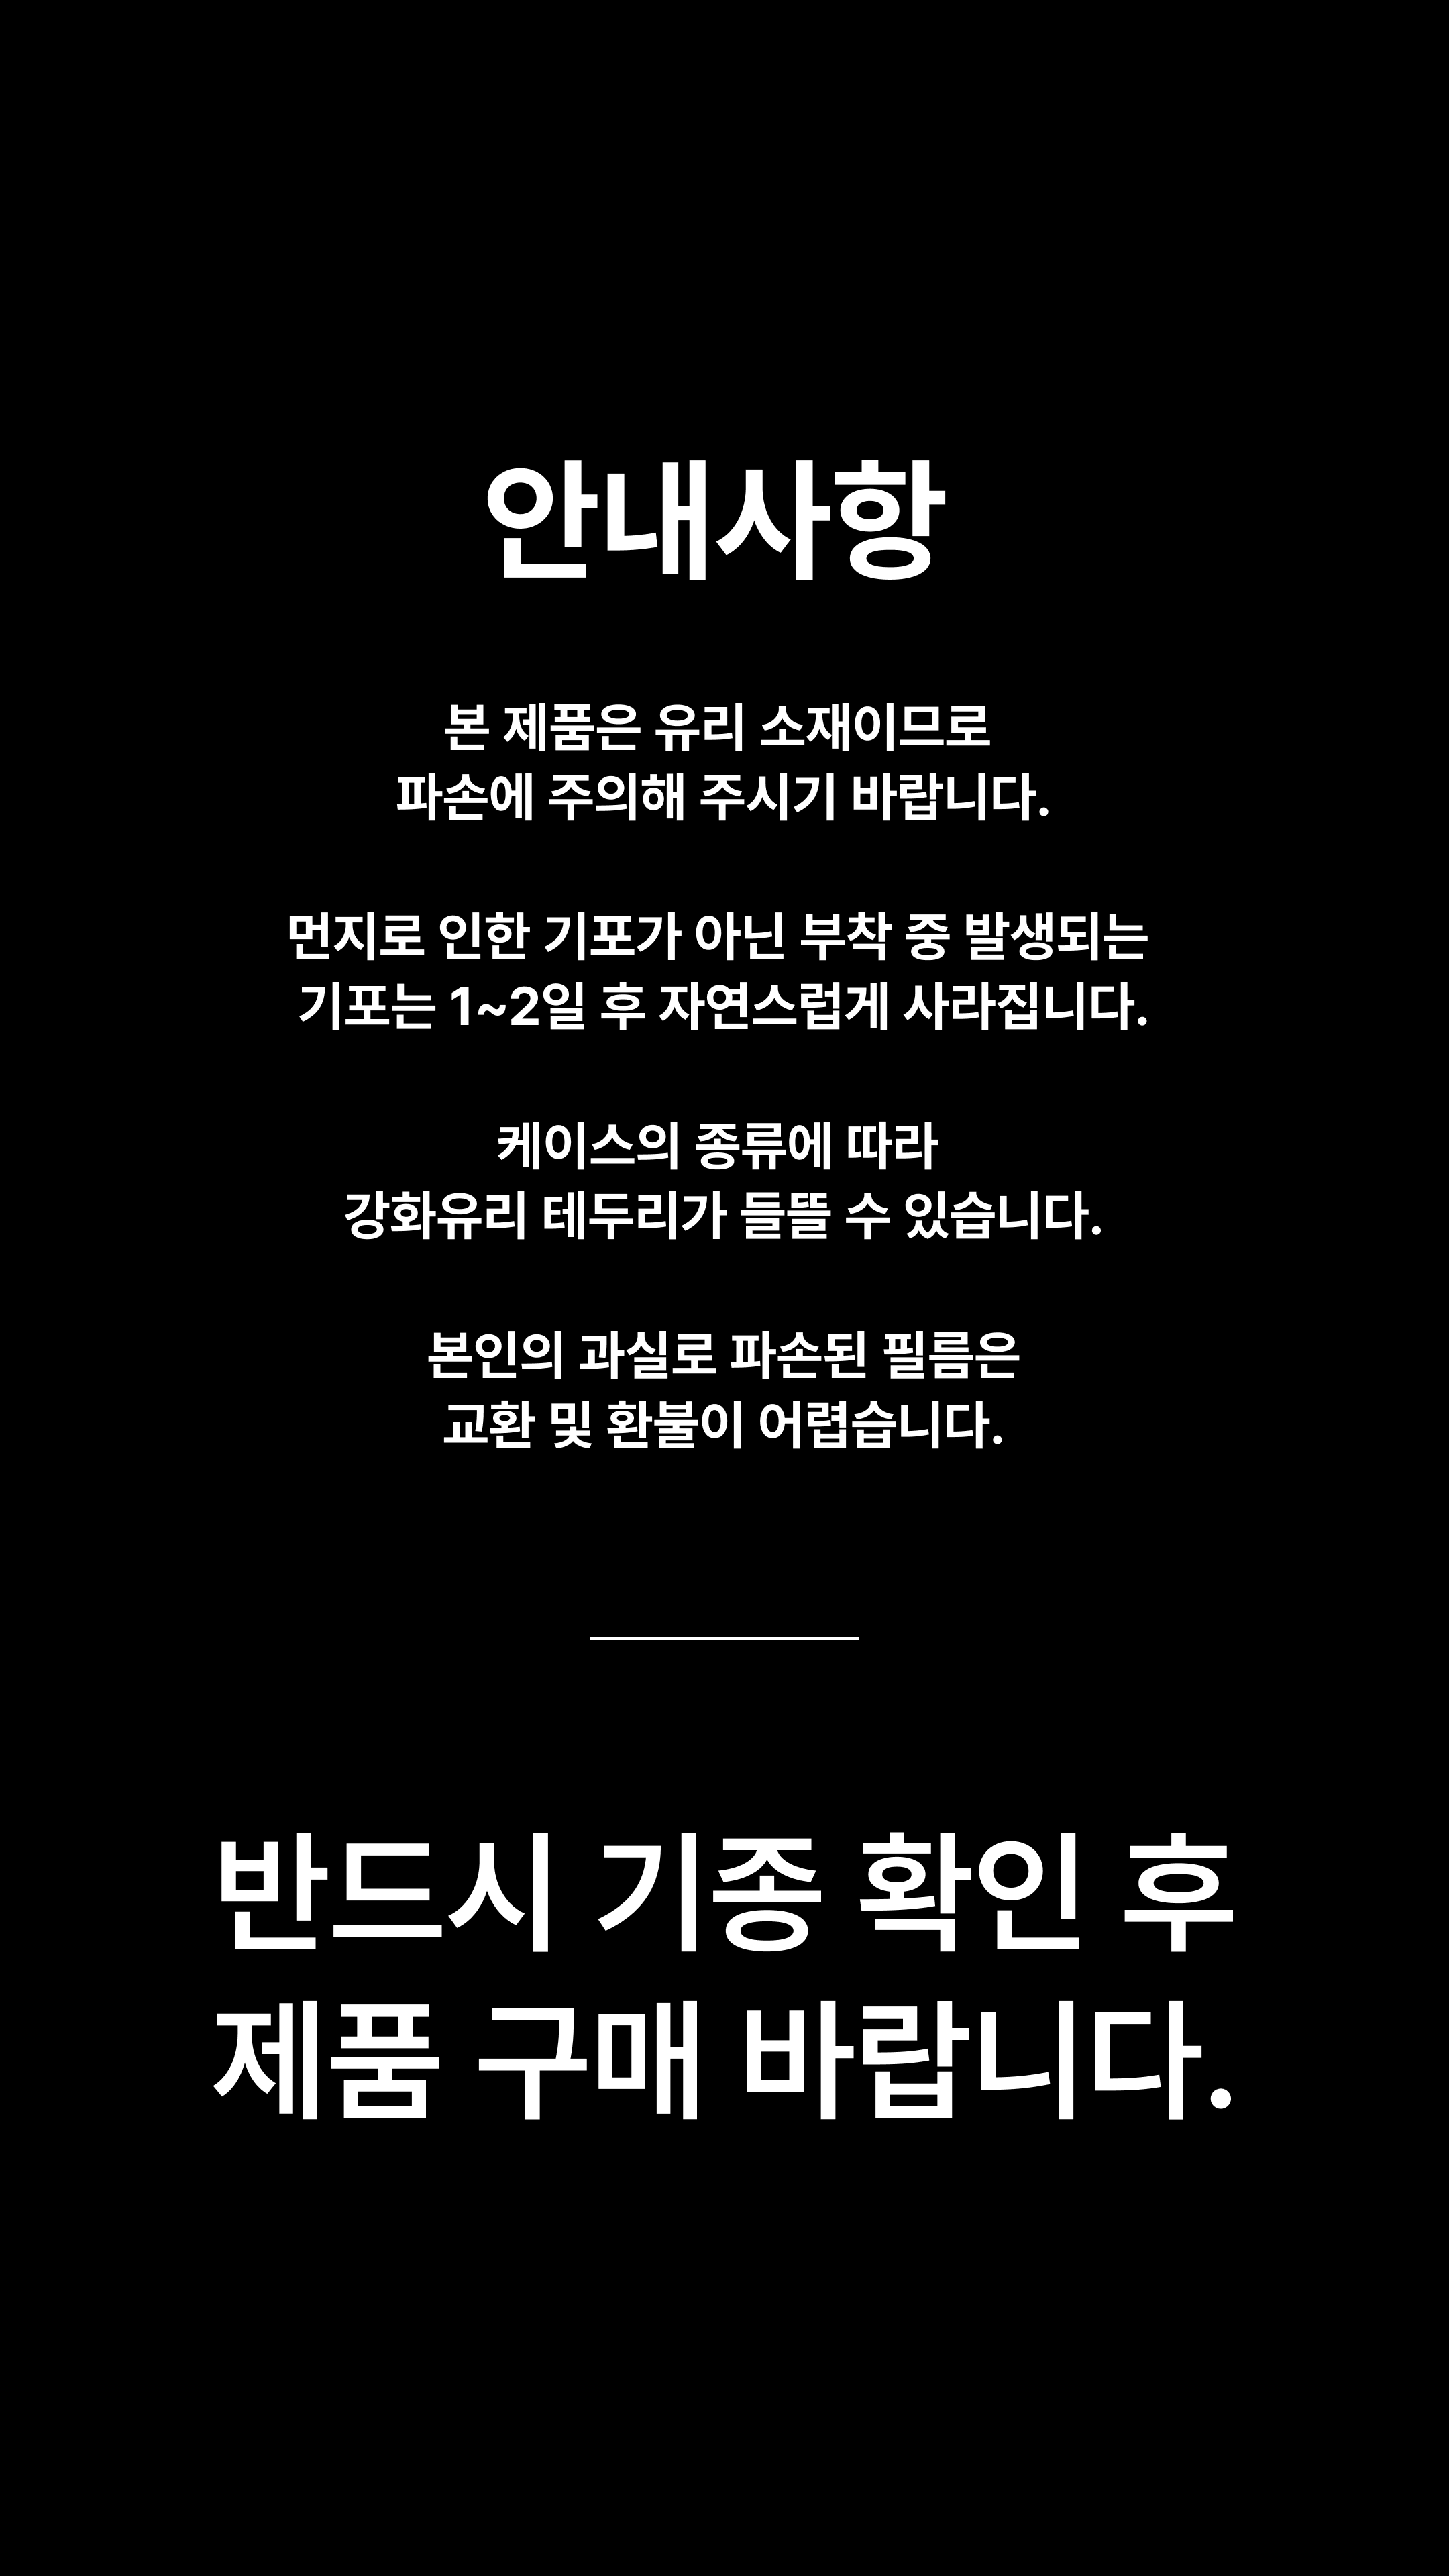 안내사항
본 제품은 유리 소재이므로
파손에 주의해 주시기 바랍니다.
먼지로 인한 기포가 아닌 부착 중 발생되는
기포는 1~2일 후 자연스럽게 사라집니다.
케이스의 종류에 따라
강화유리 테두리가 들뜰 수 있습니다.
본인의 과실로 파손된 필름은
교환 및 환불이 어렵습니다.
반드시 기종 확인 후
제품 구매 바랍니다.